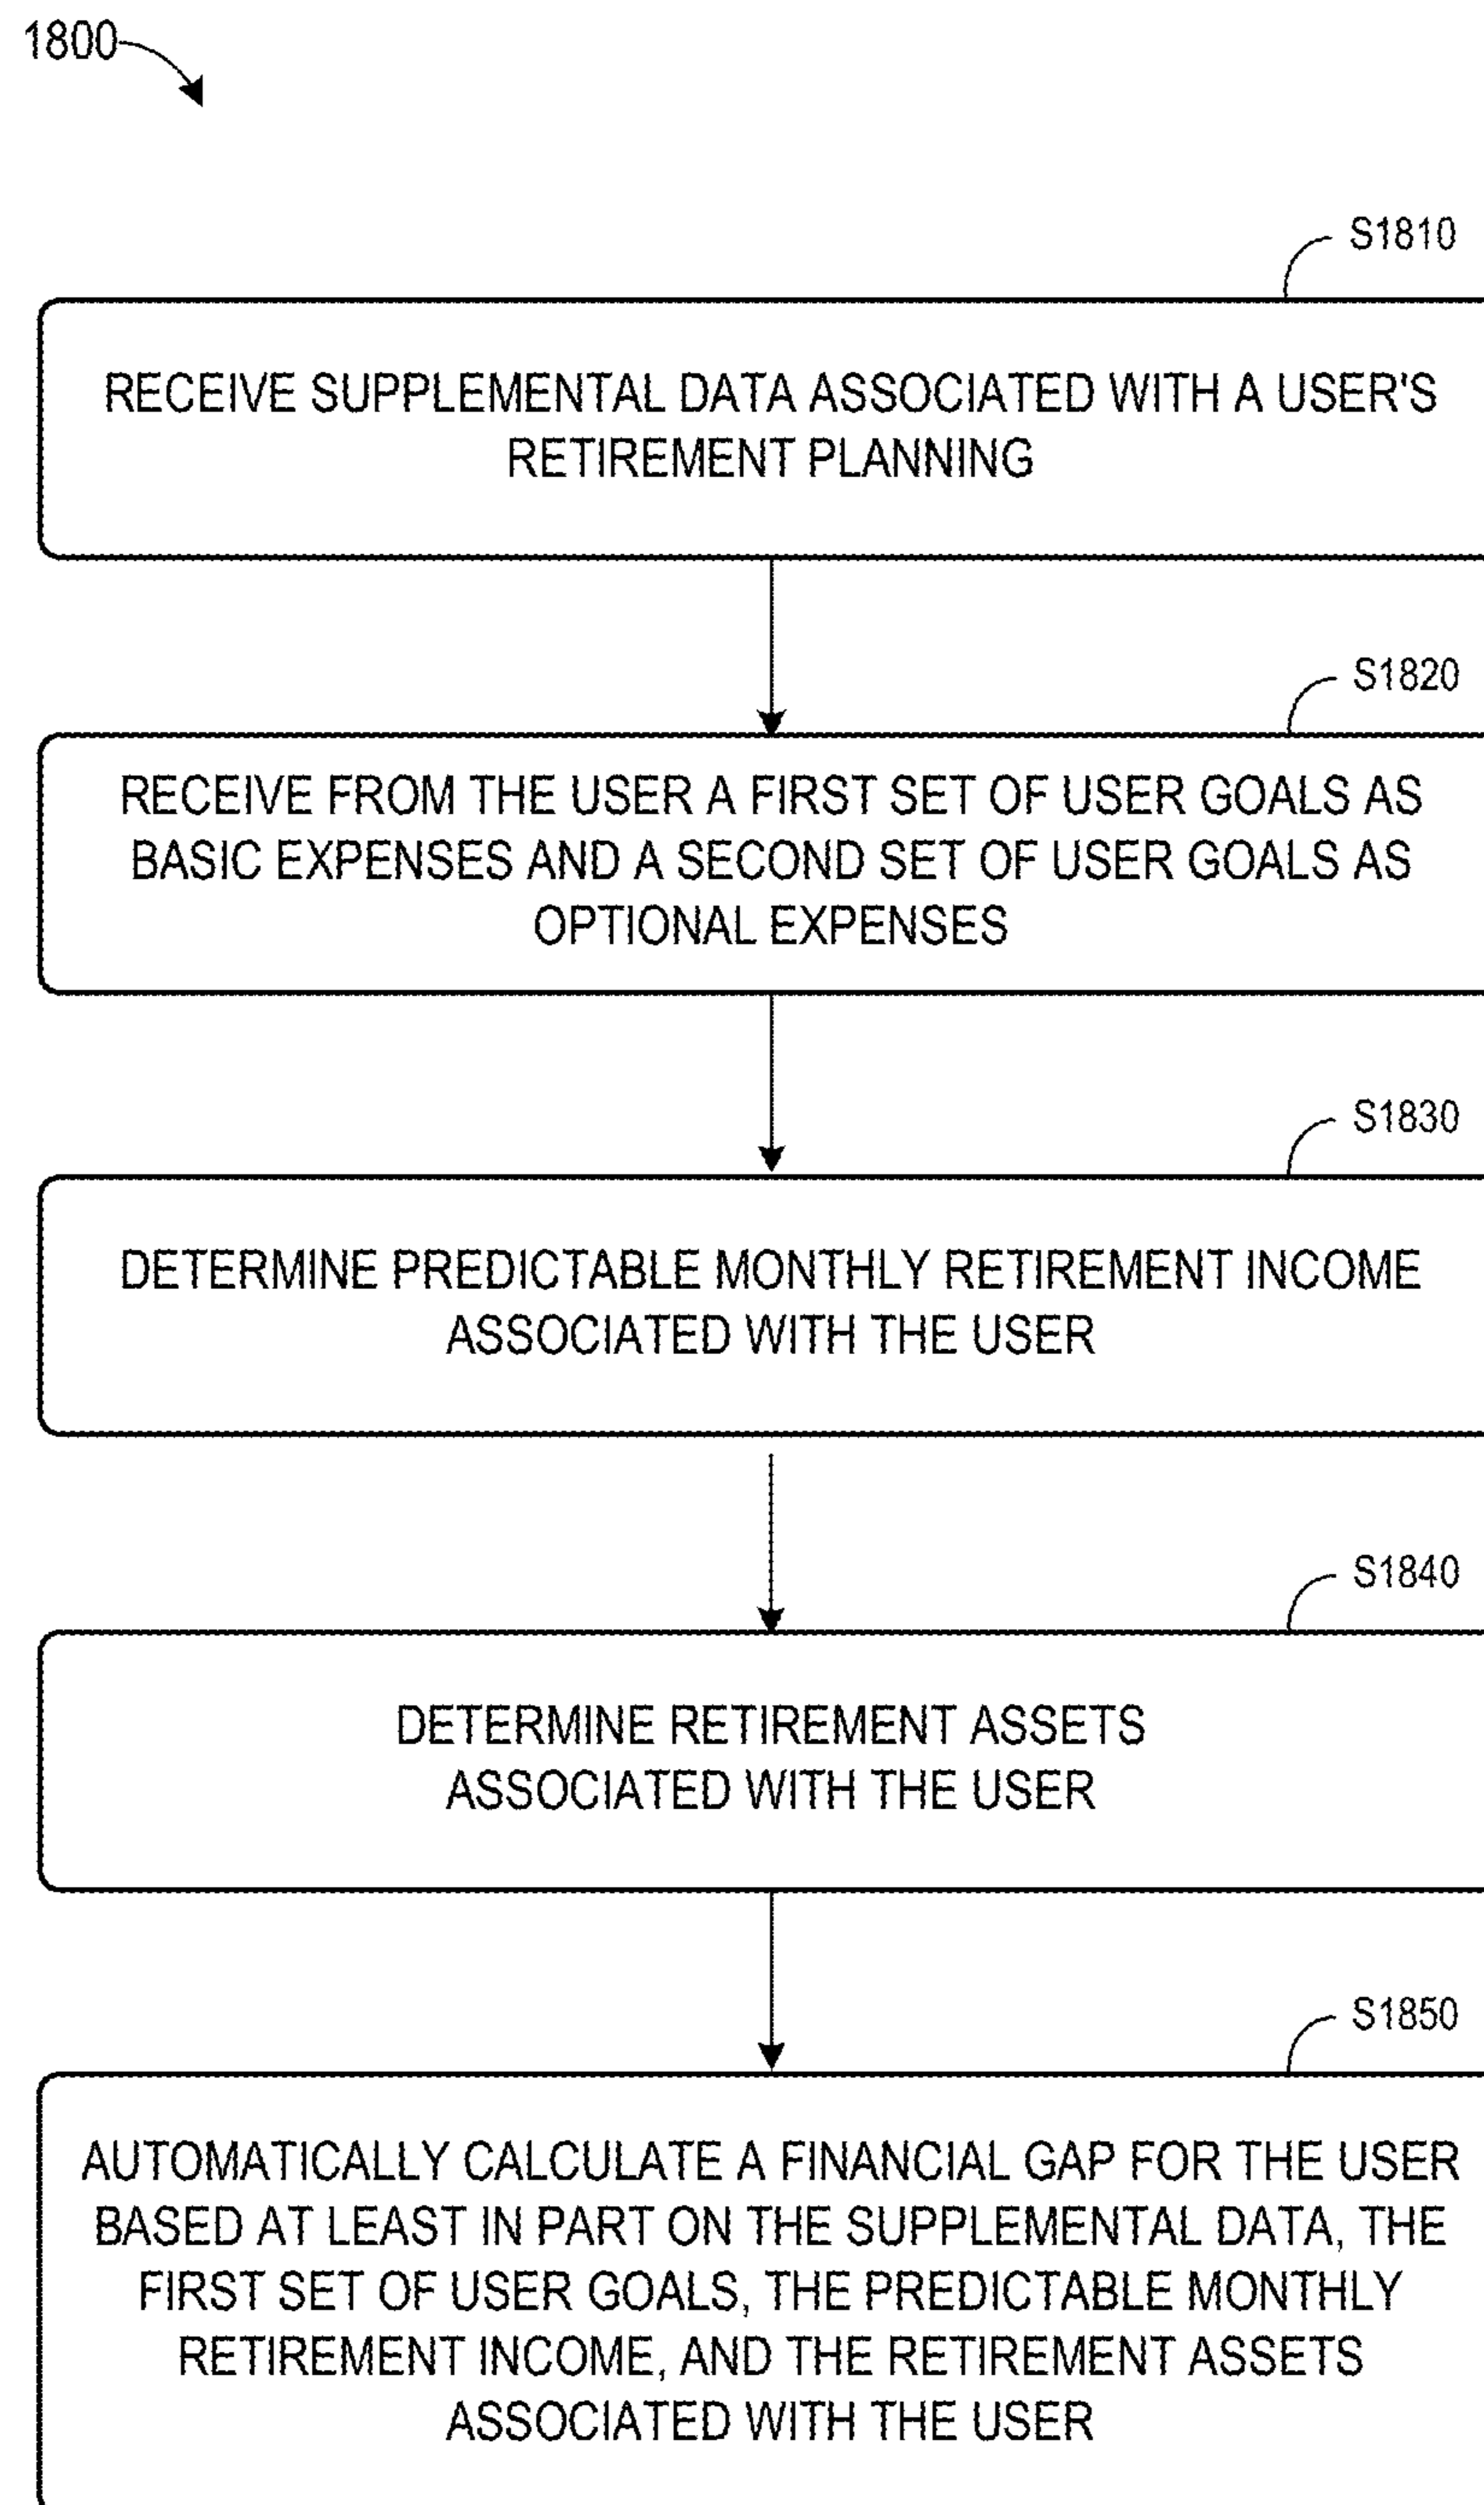 1800
S1810
RECEIVE SUPPLEMENTAL DATA ASSOCIATED WITH A USER'S
RETIREMENT PLANNING
S1820
RECEIVE FROM THE USER A FIRST SET OF USER GOALS AS
BASIC EXPENSES AND A SECOND SET OF USER GOALS AS
OPTIONAL EXPENSES
S1830
DETERMINE PREDICTABLE MONTHLY RETIREMENT INCOME
ASSOCIATED WITH THE USER
S1840
DETERMINE RETIREMENT ASSETS
ASSOCIATED WITH THE USER
S1850
AUTOMATICALLY CALCULATE A FINANCIAL GAP FOR THE USER
BASED AT LEAST IN PART ON THE SUPPLEMENTAL DATA, THE
FIRST SET OF USER GOALS, THE PREDICTABLE MONTHLY
RETIREMENT INCOME, AND THE RETIREMENT ASSETS
ASSOCIATED WITH THE USER